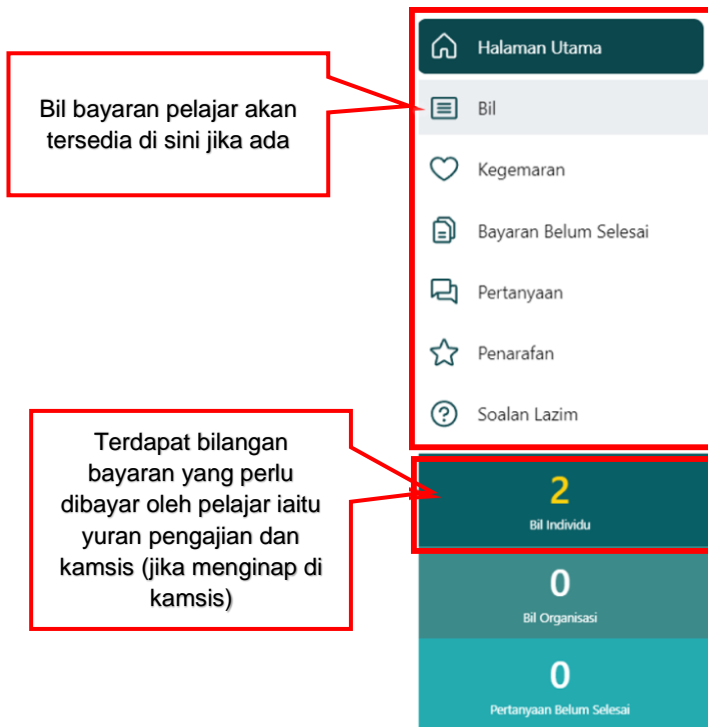 Halaman Utama
Bil bayaran pelajar akan
tersedia di sini jika ada
Bil
Kegemaran
Bayaran Belum Selesai
Pertanyaan
Penarafan
Soalan Lazim
Terdapat bilangan
bayaran yang perlu
dibayar oleh pelajar iaitu
yuran pengajian dan
kamsis (jika menginap di
kamsis)
2
Bil Individu
0
Bil Organisasi
0
Pertanyaan Belum Selesai